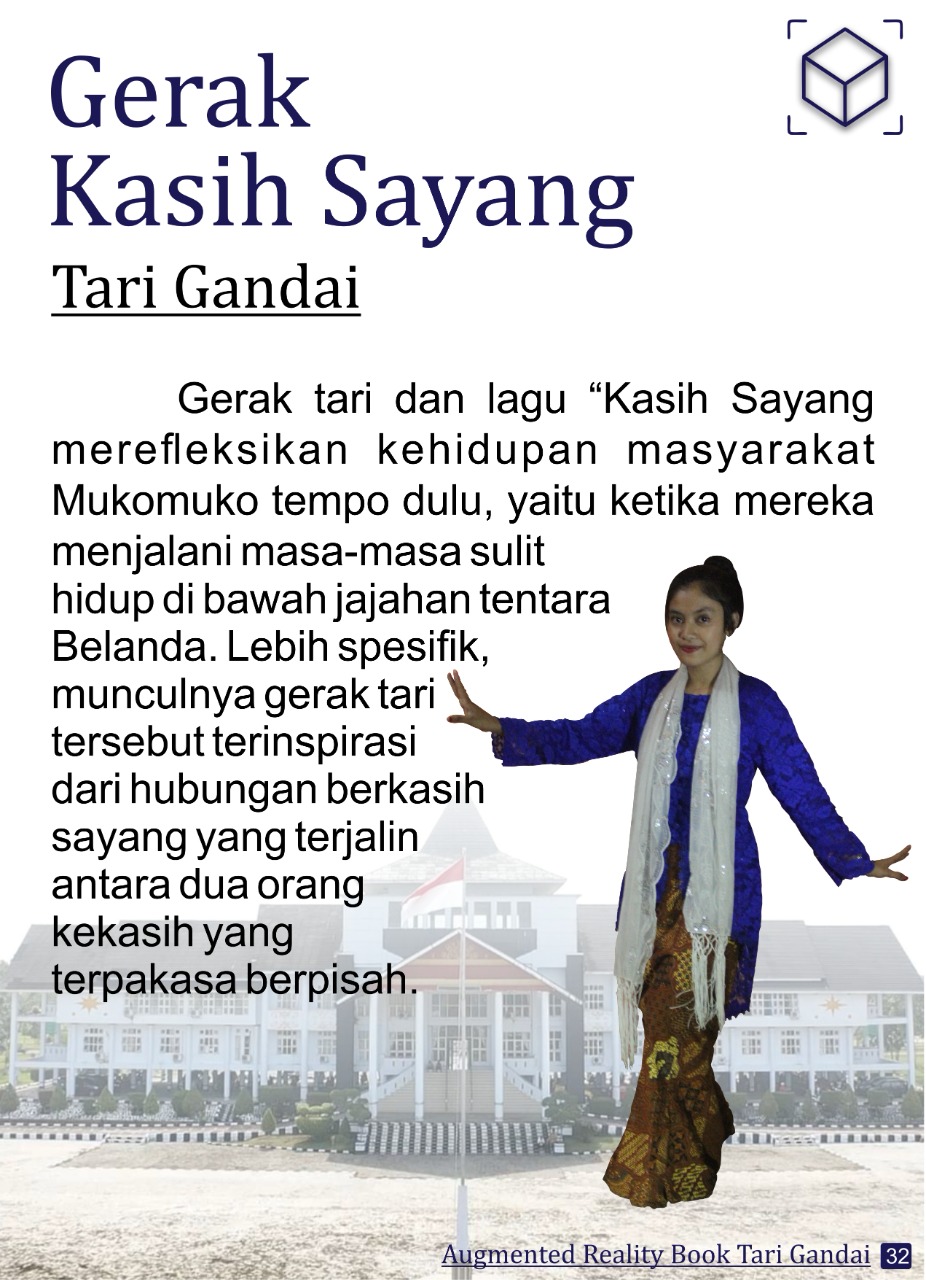 Gerak
Kasih Sayang
Tari Gandai
Gerak tari dan lagu “Kasih Sayang
merefleksikan kehidupan masyarakat
Mukomuko tempo dulu, yaitu ketika mereka
menjalani masa-masa sulit
hidup di bawah jajahan tentara
Belanda. Lebih spesifik,
munculnya gerak tari
tersebut terinspirasi
dari hubungan berkasih
sayang yang terjalin
antara dua orang
kekasih yang
terpakasa berpisah.
Augmented Reality Book Tari Gandai 32